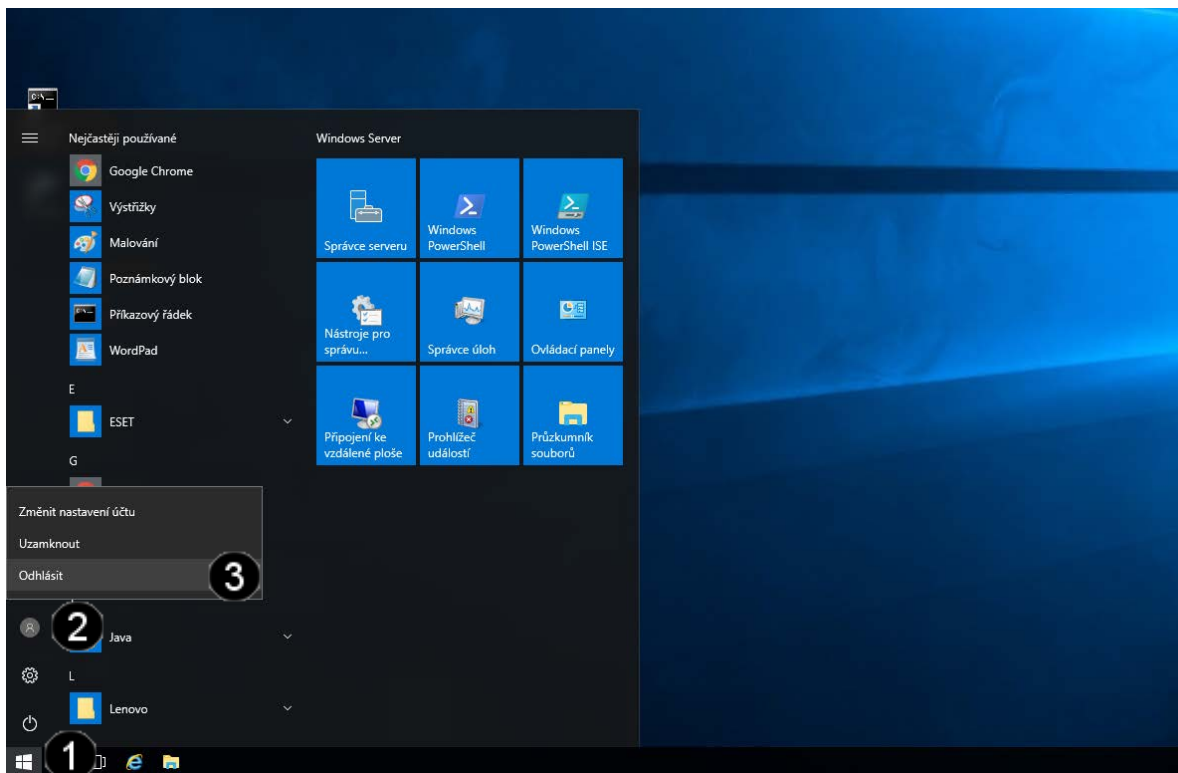 C:\
Nejčastěji používané
Google Chrome
Výstřižky
Malování
Poznámkový blok
Příkazový řádek
WordPad
E
ESET
G
Změnit nastavení účtu
Uzamknout
Odhlásit
3
2
Java
L
Lenovo
1
Windows Server
Správce serveru
Windows
PowerShell
Windows
PowerShell ISE
Nástroje pro
správu...
Správce úloh
Ovládací panely
Připojení ke
vzdálené ploše
Prohlížeč
událostí
Průzkumník
souborů